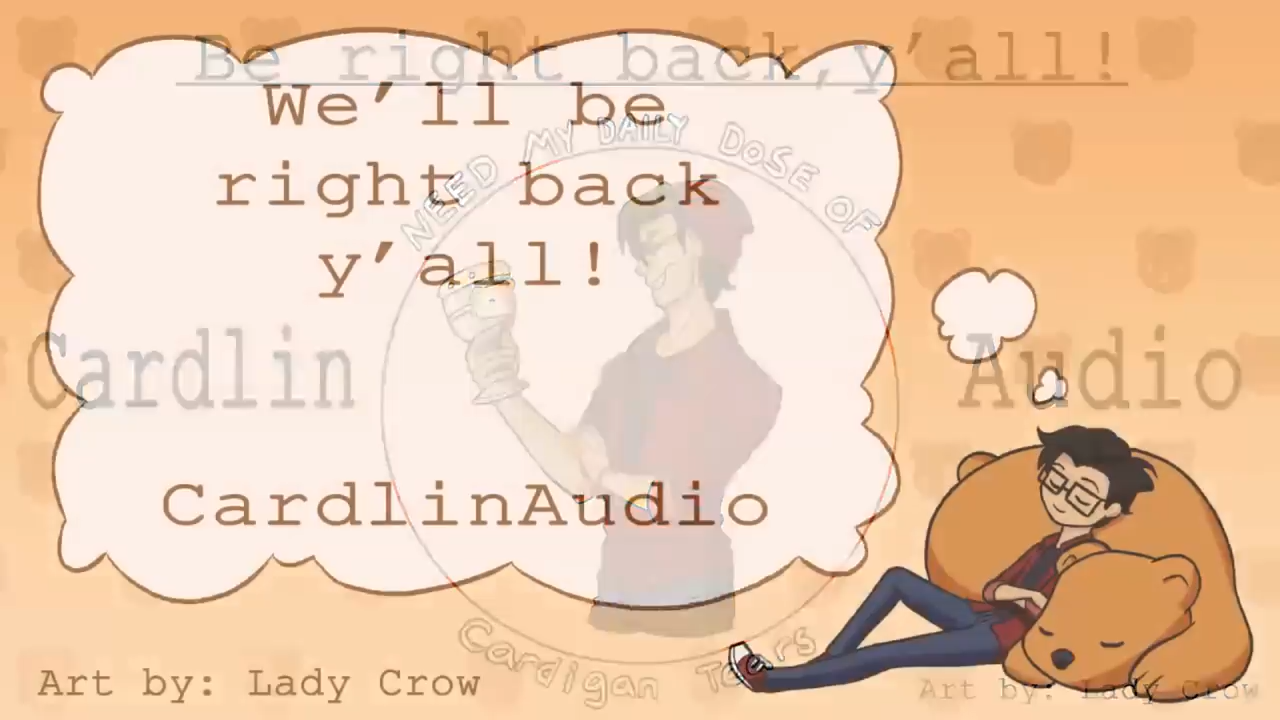 Be right back,y’all!
We’ll be
right back
y’all!
NEED MY DAILY DOSE OF
Cardlin Audio
CardlinAudio
Cardigan Tears
Art by: Lady Crow
Art by: Lady Crow